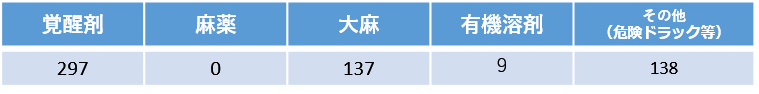 覚醒剤 麻薬 大麻 有機溶剤 その他
（危険ドラック等）
297 0 137 9 138